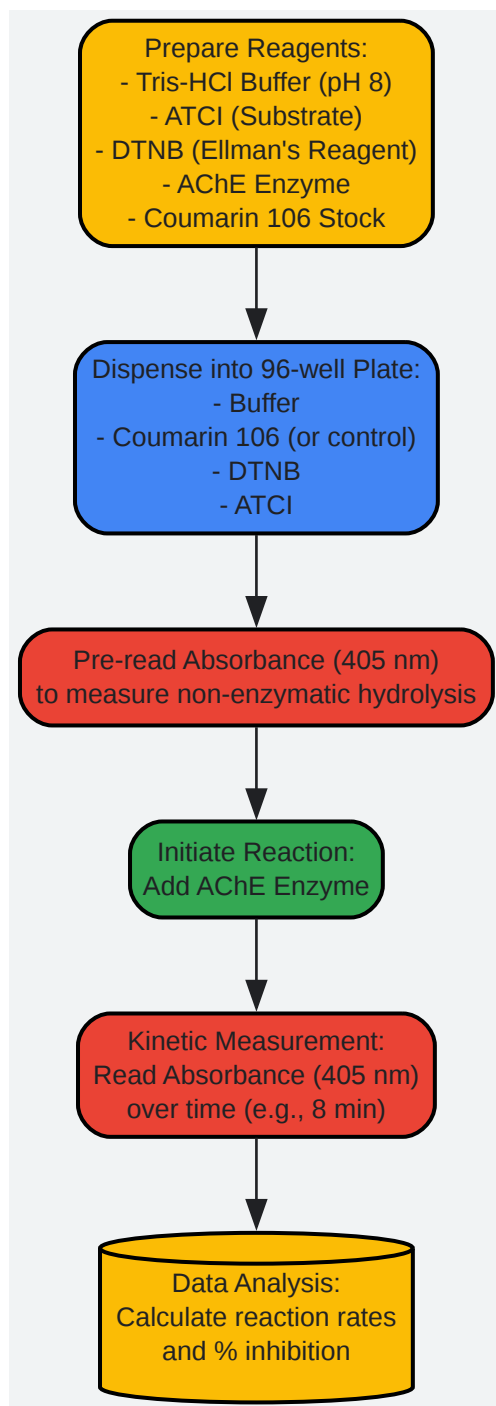 Prepare Reagents:
- Tris-HCl Buffer (pH 8)
- ATCI (Substrate)
- DTNB (Ellman's Reagent)
- AChE Enzyme
- Coumarin 106 Stock
Dispense into 96-well Plate:
- Buffer
- Coumarin 106 (or control)
- DTNB
- ATCI
Pre-read Absorbance (405 nm)
to measure non-enzymatic hydrolysis
Initiate Reaction:
Add AChE Enzyme
Kinetic Measurement:
Read Absorbance (405 nm)
over time (e.g., 8 min)
Data Analysis:
Calculate reaction rates
and % inhibition